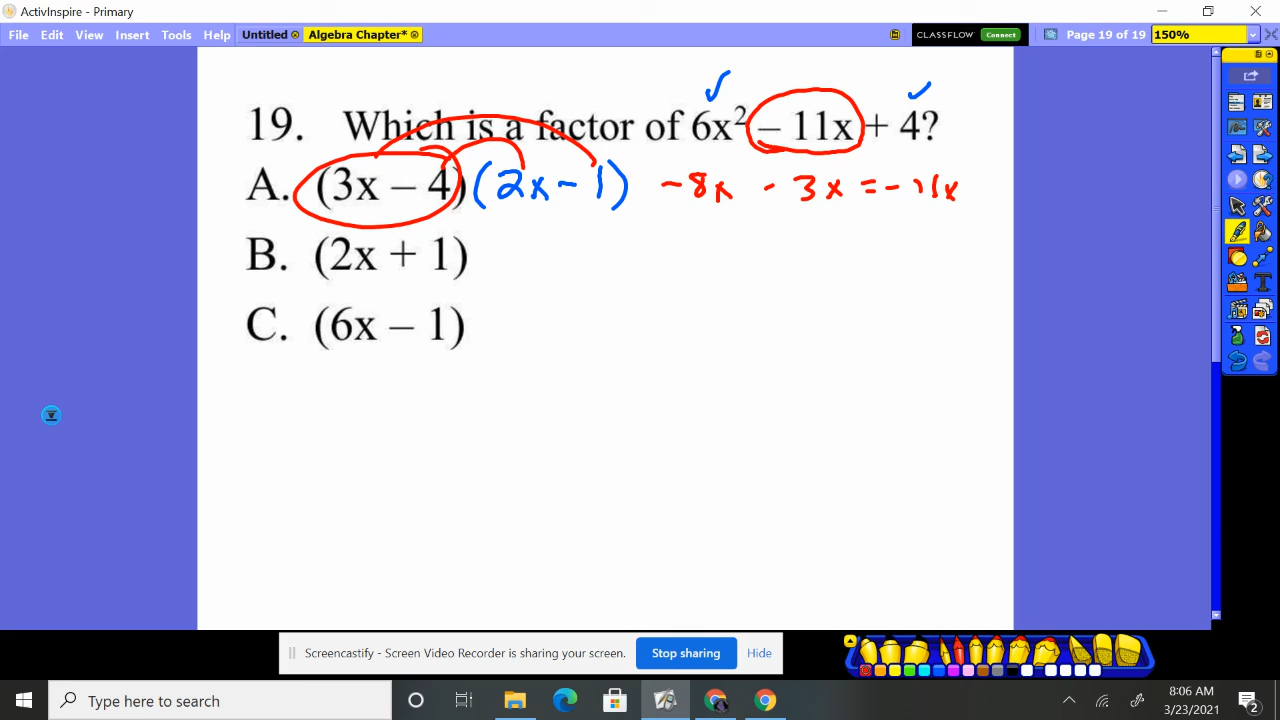 ActivInspire - Primary
File Edit View Insert Tools Help Untitled Algebra Chapter* CLASSFLOW Connect Page 19 of 19 150%
19. Which is a factor of 6x² – 11x + 4?
A. (3x – 4) (2x – 1) -8x - 3x = -11x
B. (2x + 1)
C. (6x – 1)
Screencastify - Screen Video Recorder is sharing your screen. Stop sharing Hide
Type here to search
8:06 AM
3/23/2021
2